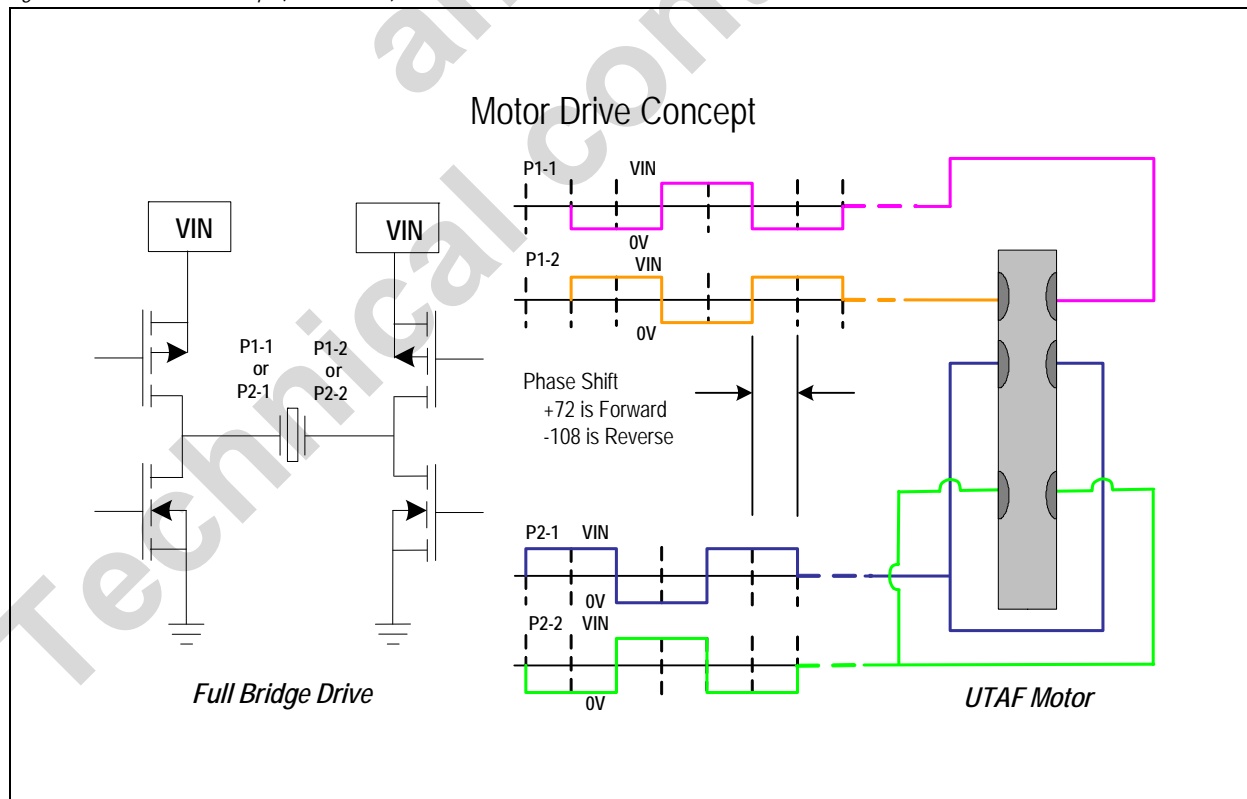 Motor Drive Concept
VIN
VIN
P1-1
or
P2-1
P1-2
or
P2-2
P1-1
VIN
0V
P1-2
VIN
0V
Phase Shift
+72 is Forward
-108 is Reverse
P2-1
VIN
0V
P2-2
VIN
0V
Full Bridge Drive
UTAF Motor
Technical